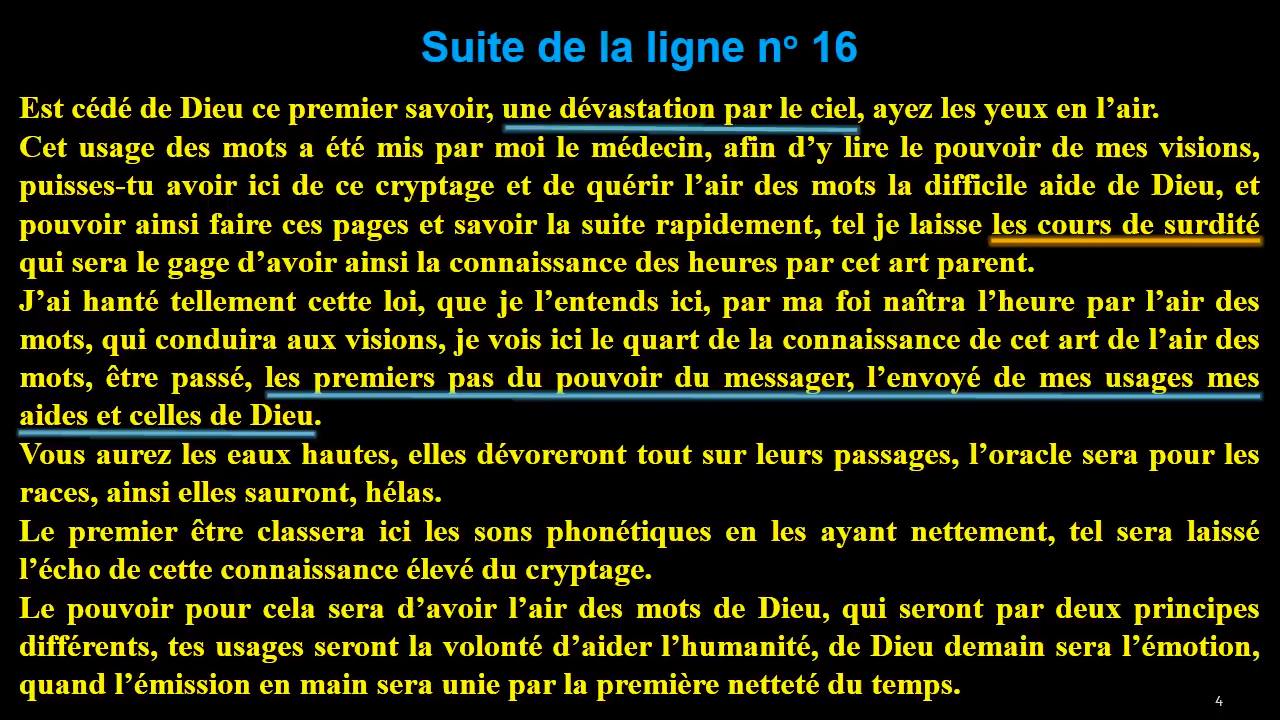 Suite de la ligne n° 16
Est cédé de Dieu ce premier savoir, une dévastation par le ciel, ayez les yeux en l’air.
Cet usage des mots a été mis par moi le médecin, afin d’y lire le pouvoir de mes visions,
puisses-tu avoir ici de ce cryptage et de quérir l’air des mots la difficile aide de Dieu, et
pouvoir ainsi faire ces pages et savoir la suite rapidement, tel je laisse les cours de surdité
qui sera le gage d’avoir ainsi la connaissance des heures par cet art parent.
J’ai hanté tellement cette loi, que je l’entends ici, par ma foi naîtra l’heure par l’air des
mots, qui conduira aux visions, je vois ici le quart de la connaissance de cet art de l’air des
mots, être passé, les premiers pas du pouvoir du messager, l’envoyé de mes usages mes
aides et celles de Dieu.
Vous aurez les eaux hautes, elles dévoreront tout sur leurs passages, l’oracle sera pour les
races, ainsi elles sauront, hélas.
Le premier être classera ici les sons phonétiques en les ayant nettement, tel sera laissé
l’écho de cette connaissance élevé du cryptage.
Le pouvoir pour cela sera d’avoir l’air des mots de Dieu, qui seront par deux principes
différents, tes usages seront la volonté d’aider l’humanité, de Dieu demain sera l’émotion,
quand l’émission en main sera unie par la première netteté du temps.
4